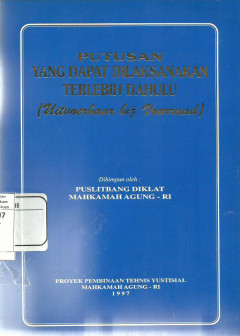 PUTUSAN
YANG DAPAT DILAKSANAKAN
TERLEBIH DAHULU
(Uitvoerbaar bij Voorraad)
Dihimpun oleh :
PUSLITBANG DIKLAT
MAHKAMAH AGUNG - RI
PROYEK PEMBINAAN TEHNIS YUSTISIAL
MAHKAMAH AGUNG - RI
1997